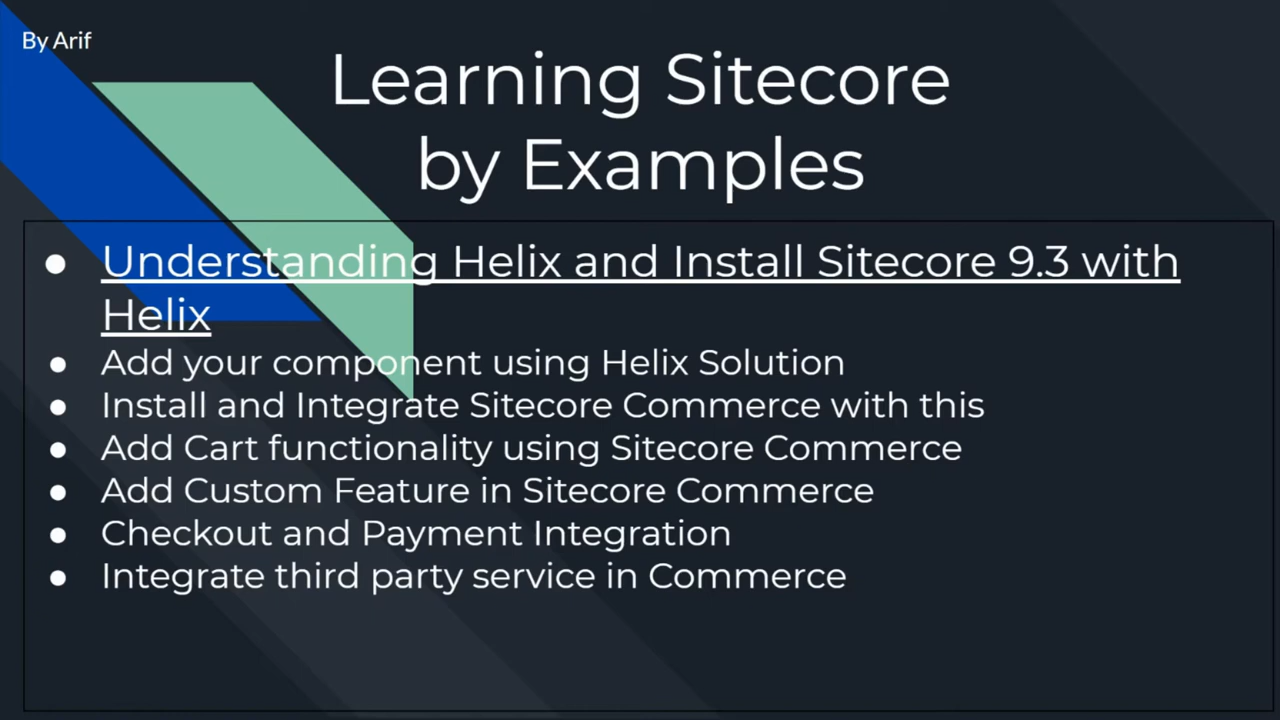 By Arif
Learning Sitecore
by Examples
● Understanding Helix and Install Sitecore 9.3 with
Helix
● Add your component using Helix Solution
● Install and Integrate Sitecore Commerce with this
● Add Cart functionality using Sitecore Commerce
● Add Custom Feature in Sitecore Commerce
● Checkout and Payment Integration
● Integrate third party service in Commerce